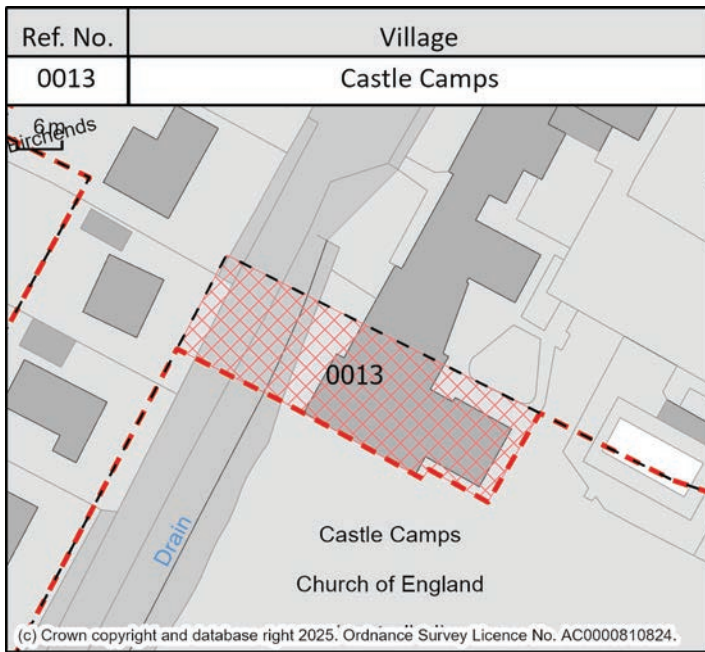 Ref. No. Village
0013 Castle Camps
6 m
Birchends
0013
Drain
Castle Camps
Church of England
(c) Crown copyright and database right 2025. Ordnance Survey Licence No. AC0000810824.